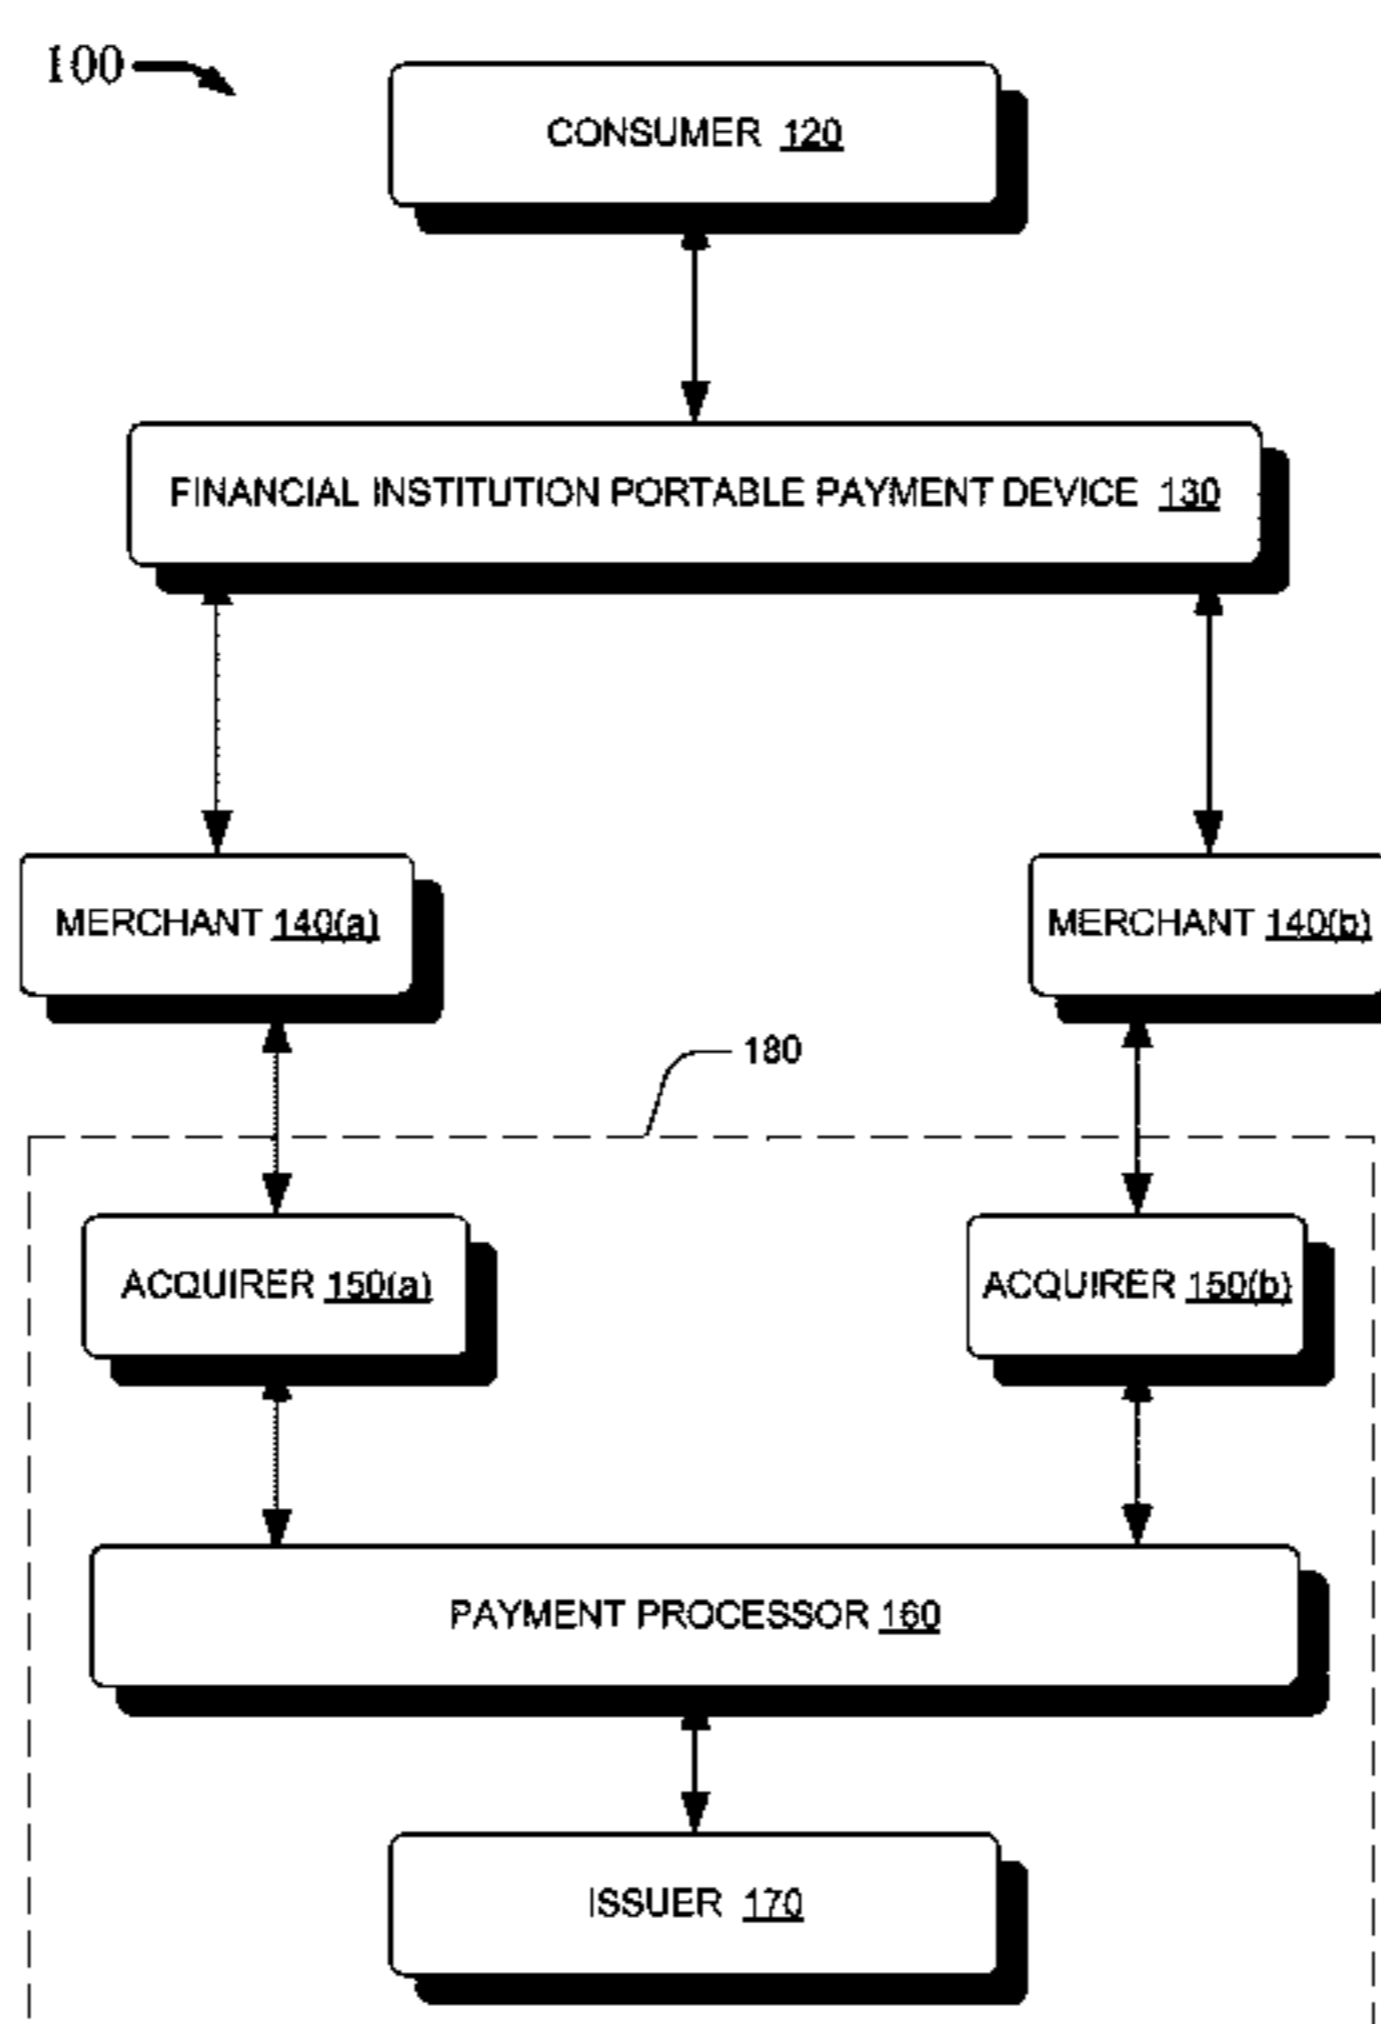 100
CONSUMER 120
FINANCIAL INSTITUTION PORTABLE PAYMENT DEVICE 130
MERCHANT 140(a)
MERCHANT 140(b)
180
ACQUIRER 150(a)
ACQUIRER 150(b)
PAYMENT PROCESSOR 160
ISSUER 170